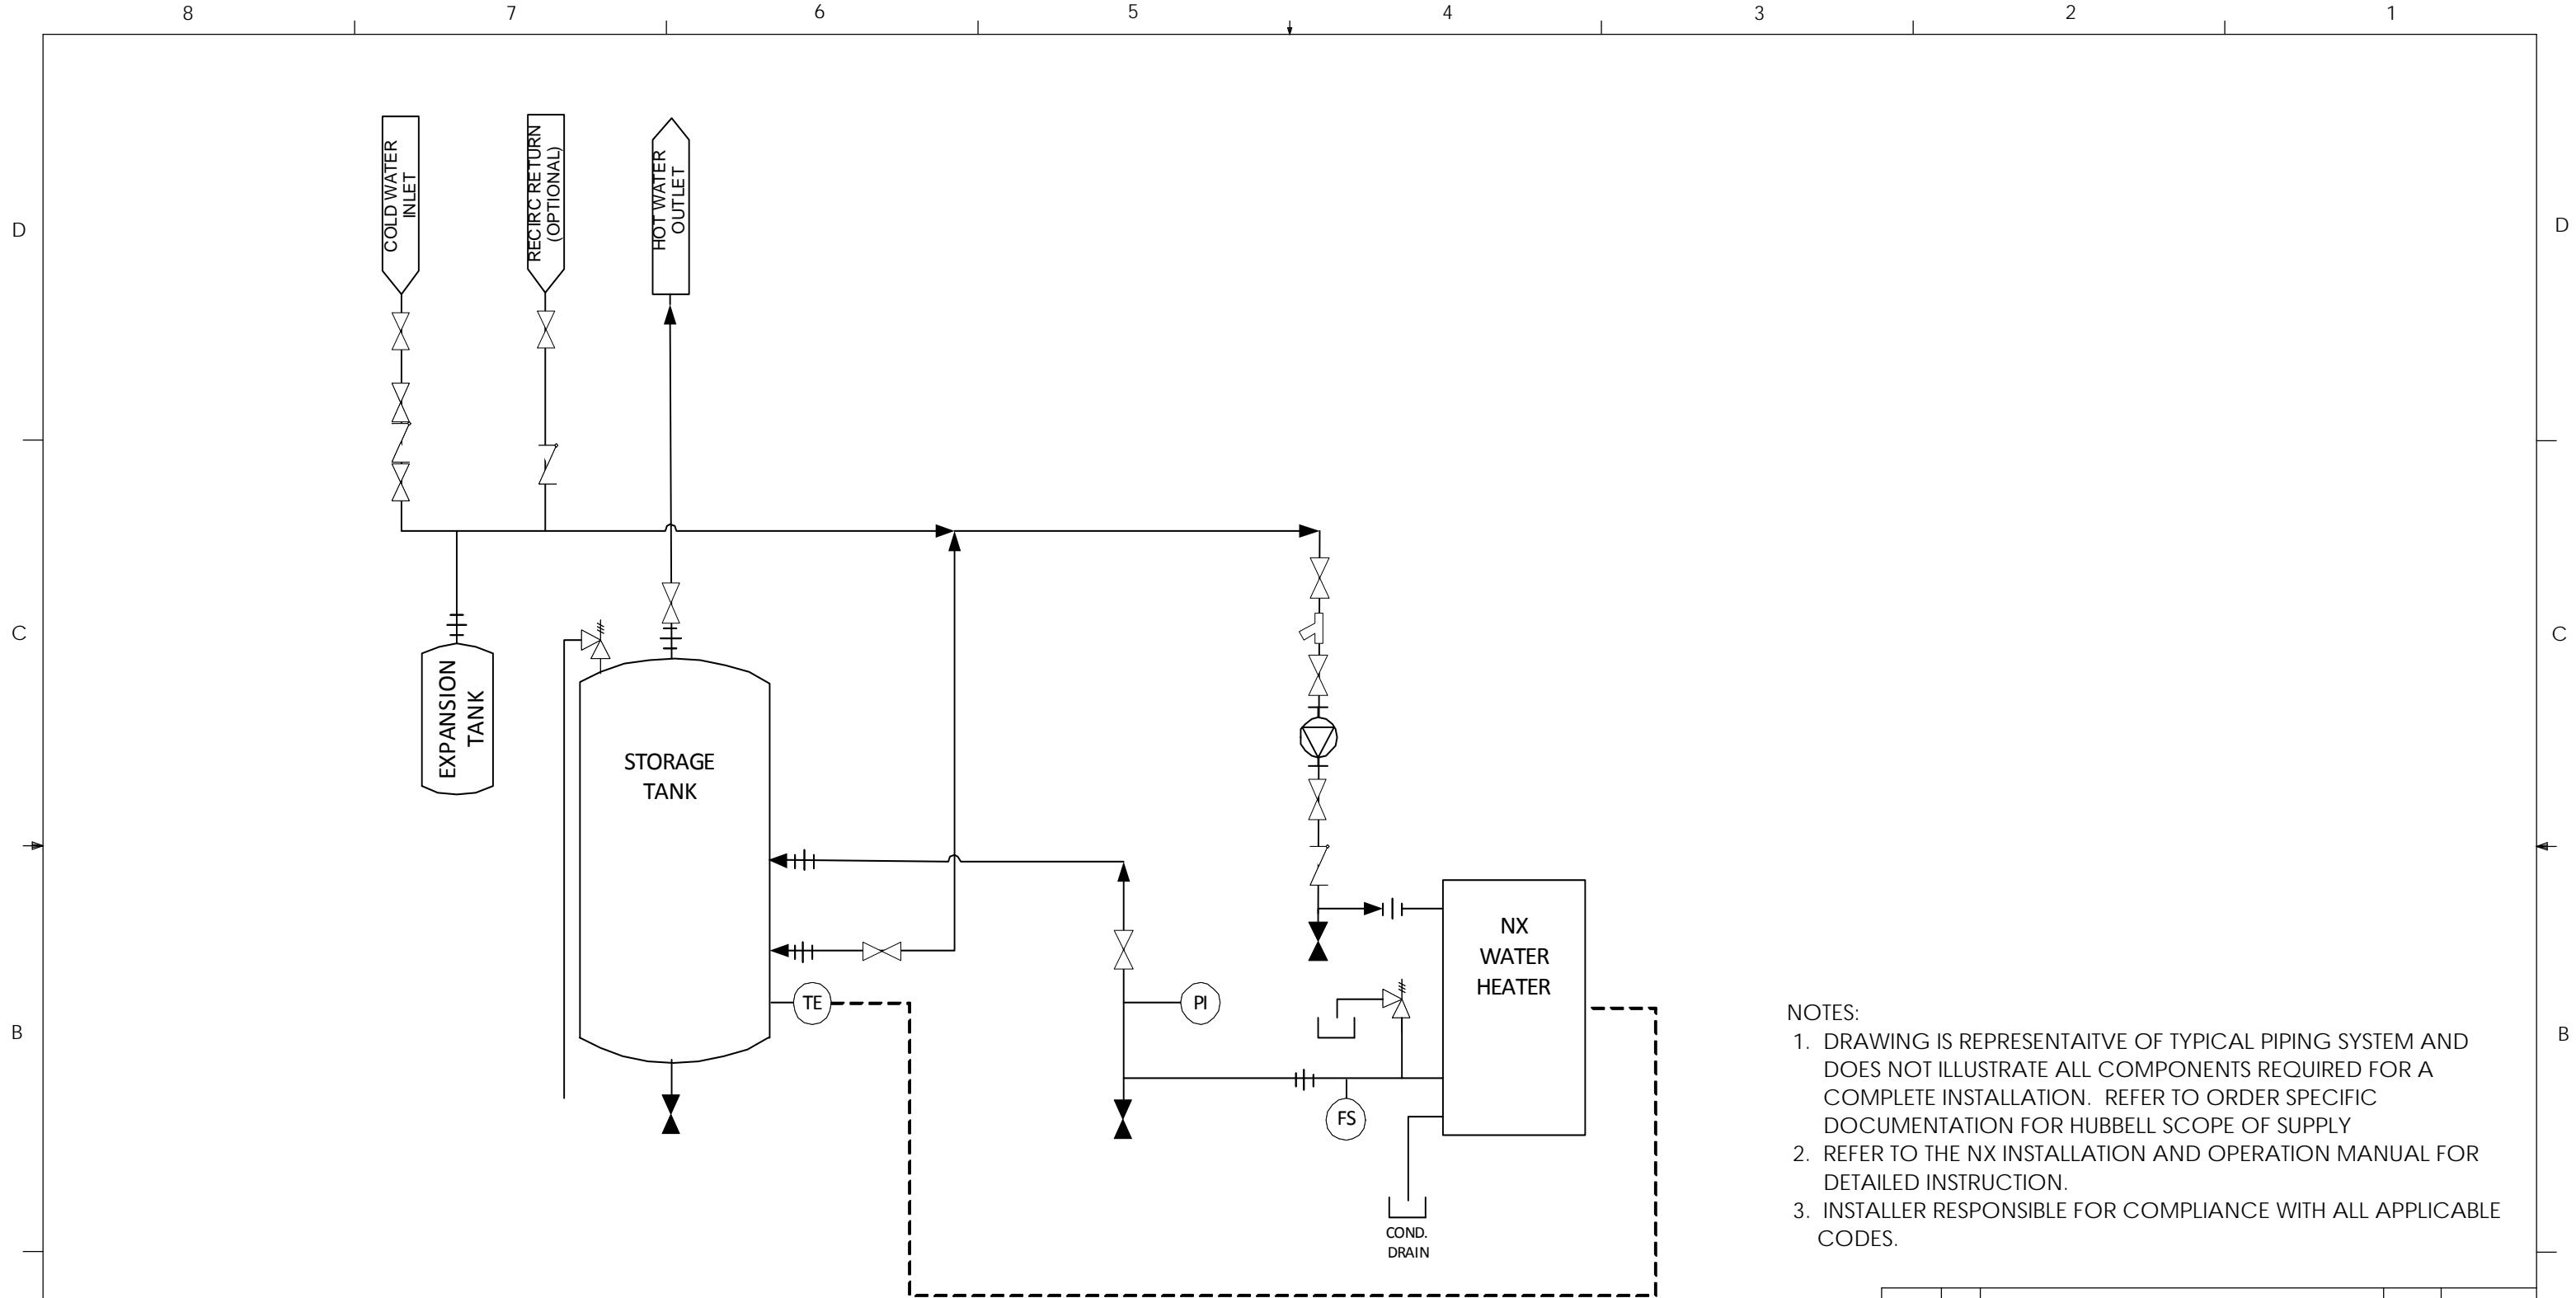 8 7 6 5 4 3 2 1
COLD WATER
INLET
RECIRC RETURN
(OPTIONAL)
HOT WATER
OUTLET
D D
C C
EXPANSION
TANK
STORAGE
TANK
NX
WATER
HEATER
TE
PI
FS
B B
COND.
DRAIN
NOTES:
1. DRAWING IS REPRESENTAITVE OF TYPICAL PIPING SYSTEM AND
DOES NOT ILLUSTRATE ALL COMPONENTS REQUIRED FOR A
COMPLETE INSTALLATION. REFER TO ORDER SPECIFIC
DOCUMENTATION FOR HUBBELL SCOPE OF SUPPLY
2. REFER TO THE NX INSTALLATION AND OPERATION MANUAL FOR
DETAILED INSTRUCTION.
3. INSTALLER RESPONSIBLE FOR COMPLIANCE WITH ALL APPLICABLE
CODES.